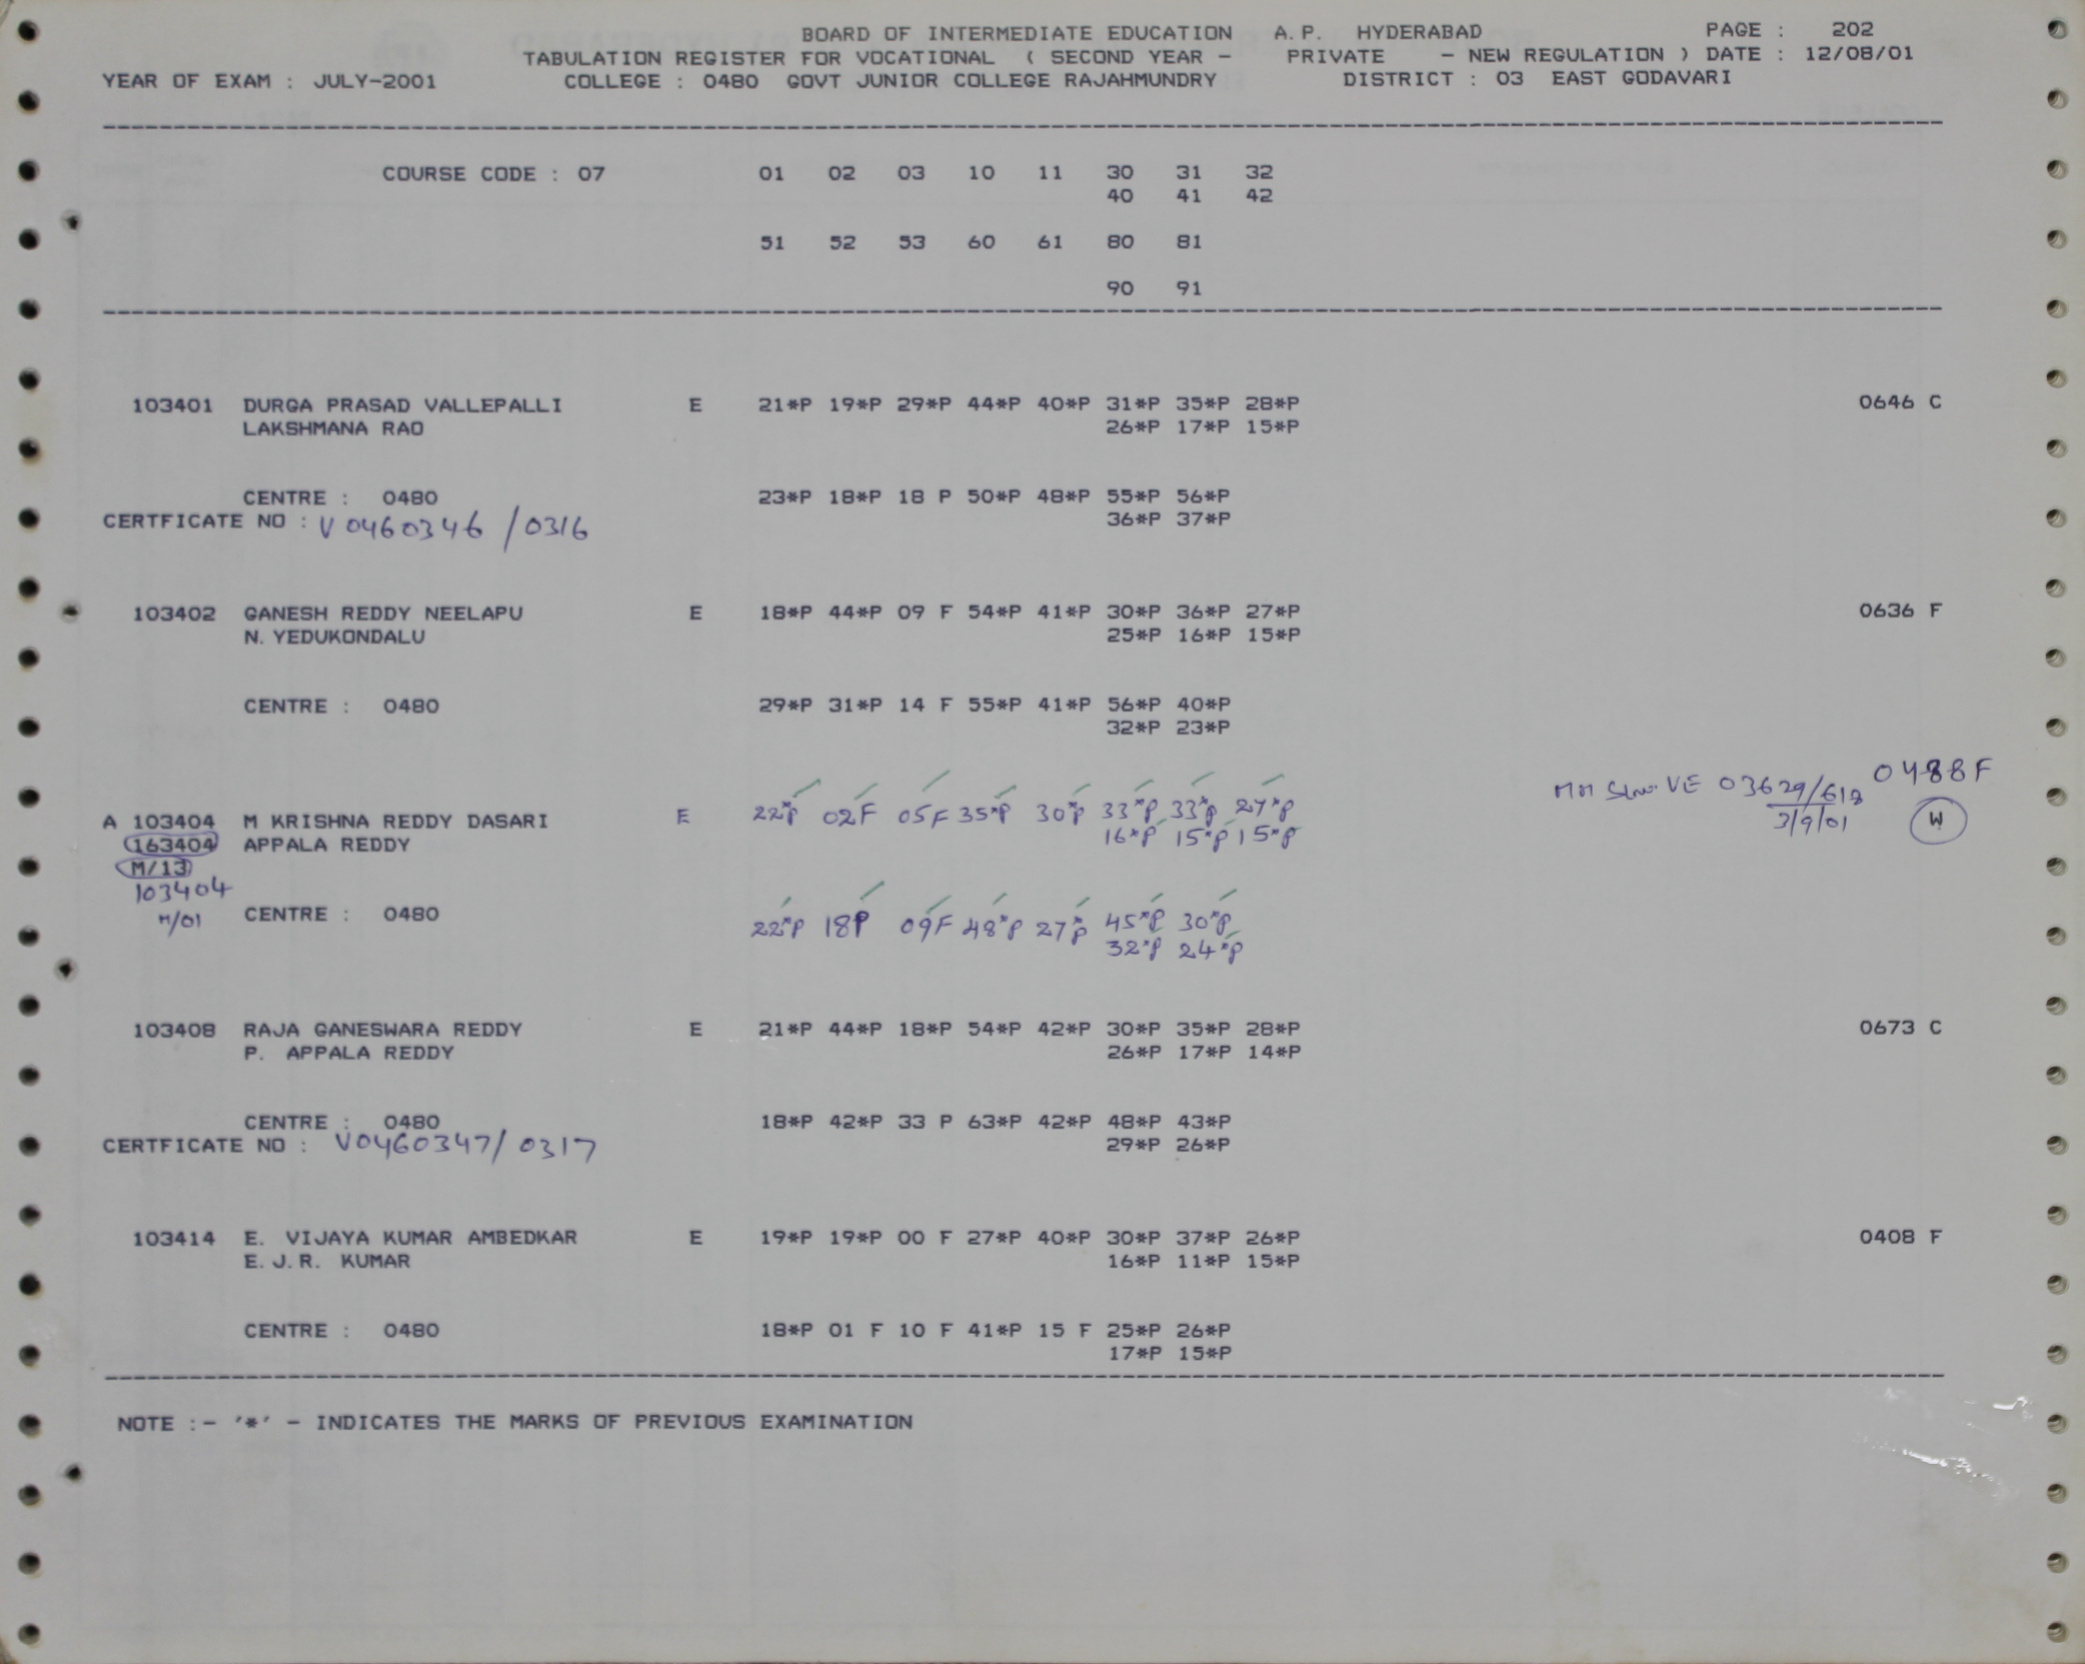 BOARD OF INTERMEDIATE EDUCATION A.P. HYDERABAD PAGE : 202
TABULATION REGISTER FOR VOCATIONAL ( SECOND YEAR - PRIVATE - NEW REGULATION ) DATE : 12/08/01
YEAR OF EXAM : JULY-2001 COLLEGE : 0480 GOVT JUNIOR COLLEGE RAJAHMUNDRY DISTRICT : 03 EAST GODAVARI
COURSE CODE : 07 01 02 03 10 11 30 31 32
40 41 42
51 52 53 60 61 80 81
90 91
103401 DURGA PRASAD VALLEPALLI E 21*P 19*P 29*P 44*P 40*P 31*P 35*P 28*P 0646 C
LAKSHMANA RAO 26*P 17*P 15*P
CENTRE : 0480 23*P 18*P 18 P 50*P 48*P 55*P 56*P
CERTFICATE NO : V 0460346 /0316 36*P 37*P
103402 GANESH REDDY NEELAPU E 18*P 44*P 09 F 54*P 41*P 30*P 36*P 27*P 0636 F
N. YEDUKONDALU 25*P 16*P 15*P
CENTRE : 0480 29*P 31*P 14 F 55*P 41*P 56*P 40*P
32*P 23*P
A 103404 M KRISHNA REDDY DASARI E 22*P 02F 05F 35*P 30*P 33*P 33*P 27*P VE 03629/618 0488F
163404 APPALA REDDY 16*P 15*P 15*P 3/9/01 W
M/13
103404
M/01 CENTRE : 0480 22*P 18P 09F 48*P 27*P 45*P 30*P
32*P 24*P
103408 RAJA GANESWARA REDDY E 21*P 44*P 18*P 54*P 42*P 30*P 35*P 28*P 0673 C
P. APPALA REDDY 26*P 17*P 14*P
CENTRE : 0480 18*P 42*P 33 P 63*P 42*P 48*P 43*P
CERTFICATE NO : V0460347/0317 29*P 26*P
103414 E. VIJAYA KUMAR AMBEDKAR E 19*P 19*P 00 F 27*P 40*P 30*P 37*P 26*P 0408 F
E.J.R. KUMAR 16*P 11*P 15*P
CENTRE : 0480 18*P 01 F 10 F 41*P 15 F 25*P 26*P
17*P 15*P
NOTE :- '*' - INDICATES THE MARKS OF PREVIOUS EXAMINATION